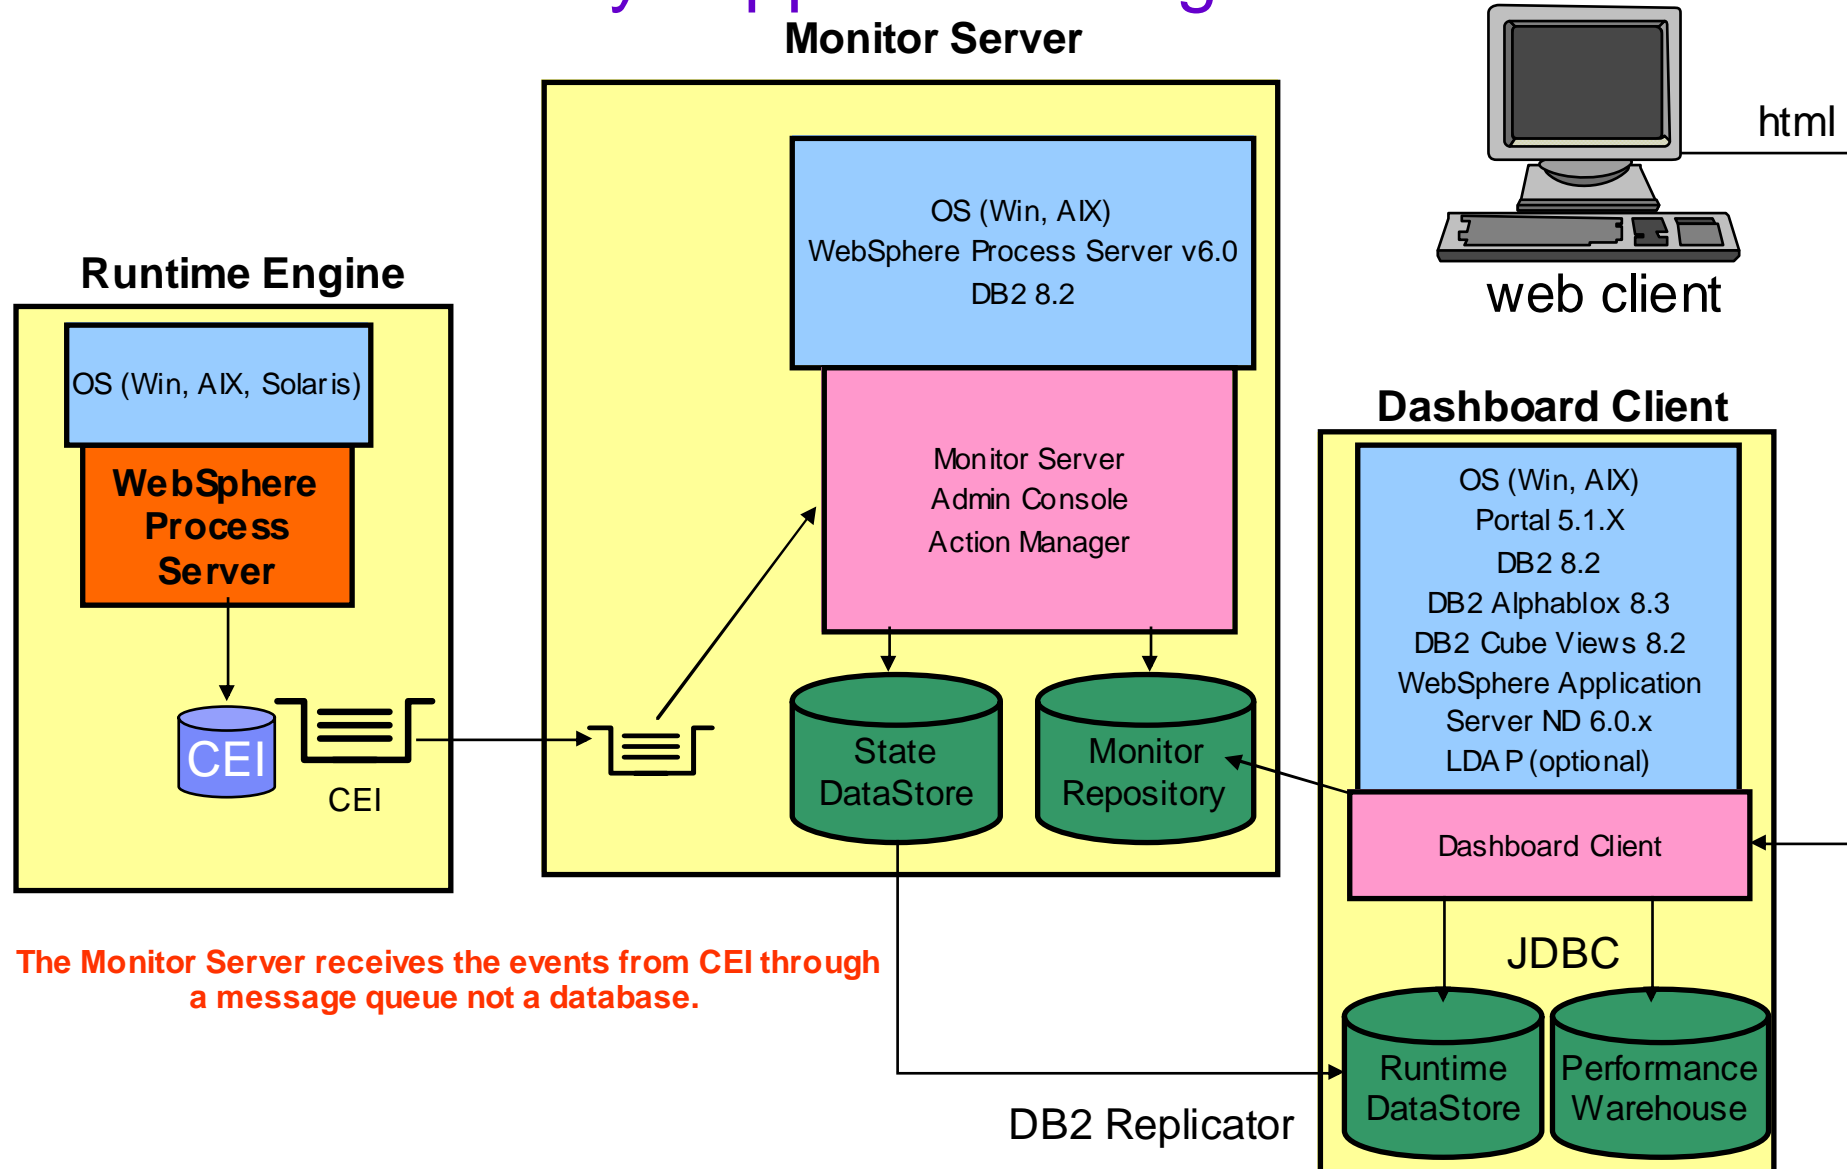 Monitor Server
html
OS (Win, AIX)
WebSphere Process Server v6.0
DB2 8.2
web client
Runtime Engine
OS (Win, AIX, Solaris)
WebSphere
Process
Server
Monitor Server
Admin Console
Action Manager
Dashboard Client
OS (Win, AIX)
Portal 5.1.X
DB2 8.2
DB2 Alphablox 8.3
DB2 Cube Views 8.2
WebSphere Application
Server ND 6.0.x
LDAP (optional)
CEI
CEI
State
DataStore
Monitor
Repository
Dashboard Client
The Monitor Server receives the events from CEI through
a message queue not a database.
JDBC
Runtime
DataStore
Performance
Warehouse
DB2 Replicator